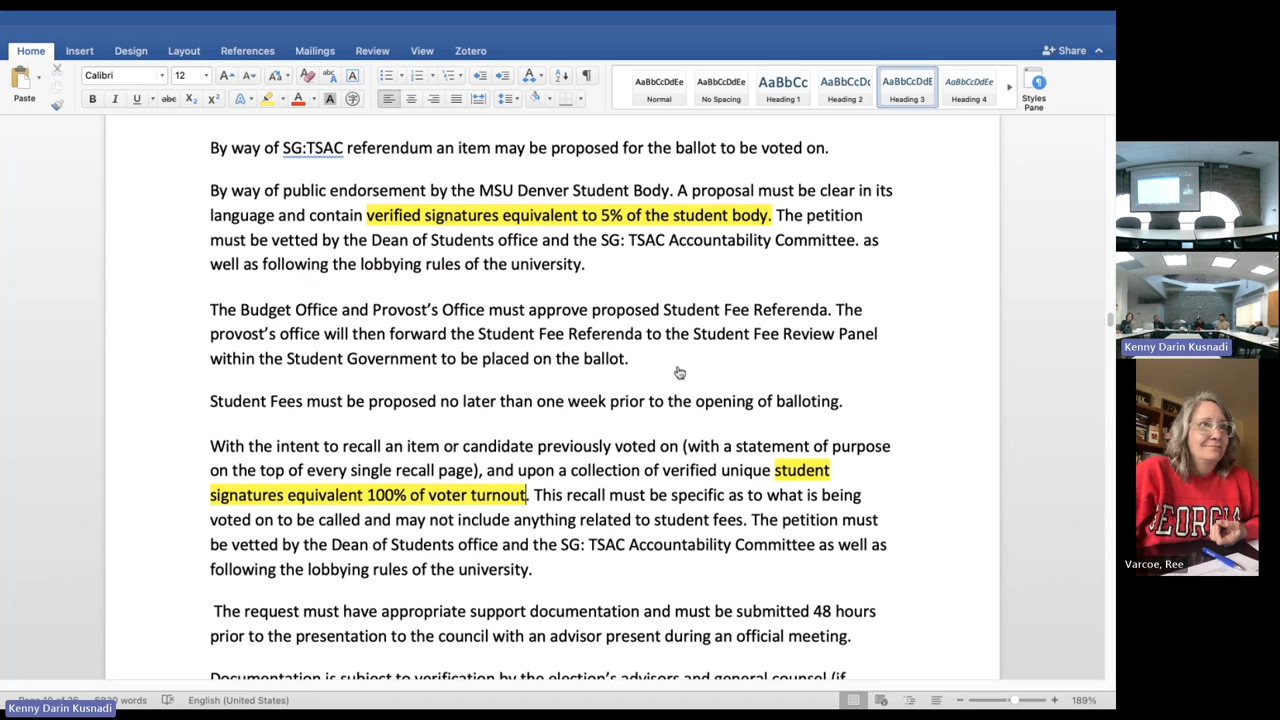 Home Insert Design Layout References Mailings Review View Zotero Share
Paste Calibri 12
AaBbCcDdEe AaBbCcDdEe AaBbCc AaBbCcDc AaBbCcDdE AaBbCcDdEe
Normal No Spacing Heading 1 Heading 2 Heading 3 Heading 4 Styles Pane
By way of SG:TSAC referendum an item may be proposed for the ballot to be voted on.
By way of public endorsement by the MSU Denver Student Body. A proposal must be clear in its
language and contain verified signatures equivalent to 5% of the student body. The petition
must be vetted by the Dean of Students office and the SG: TSAC Accountability Committee. as
well as following the lobbying rules of the university.
The Budget Office and Provost's Office must approve proposed Student Fee Referenda. The
provost's office will then forward the Student Fee Referenda to the Student Fee Review Panel
within the Student Government to be placed on the ballot.
Student Fees must be proposed no later than one week prior to the opening of balloting.
With the intent to recall an item or candidate previously voted on (with a statement of purpose
on the top of every single recall page), and upon a collection of verified unique student
signatures equivalent 100% of voter turnout. This recall must be specific as to what is being
voted on to be called and may not include anything related to student fees. The petition must
be vetted by the Dean of Students office and the SG: TSAC Accountability Committee as well as
following the lobbying rules of the university.
The request must have appropriate support documentation and must be submitted 48 hours
prior to the presentation to the council with an advisor present during an official meeting.
Documentation is subject to verification by the election's advisors and general counsel (if
words English (United States) 189%
Kenny Darin Kusnadi
Kenny Darin Kusnadi
GEORGIA
Varcoe, Ree